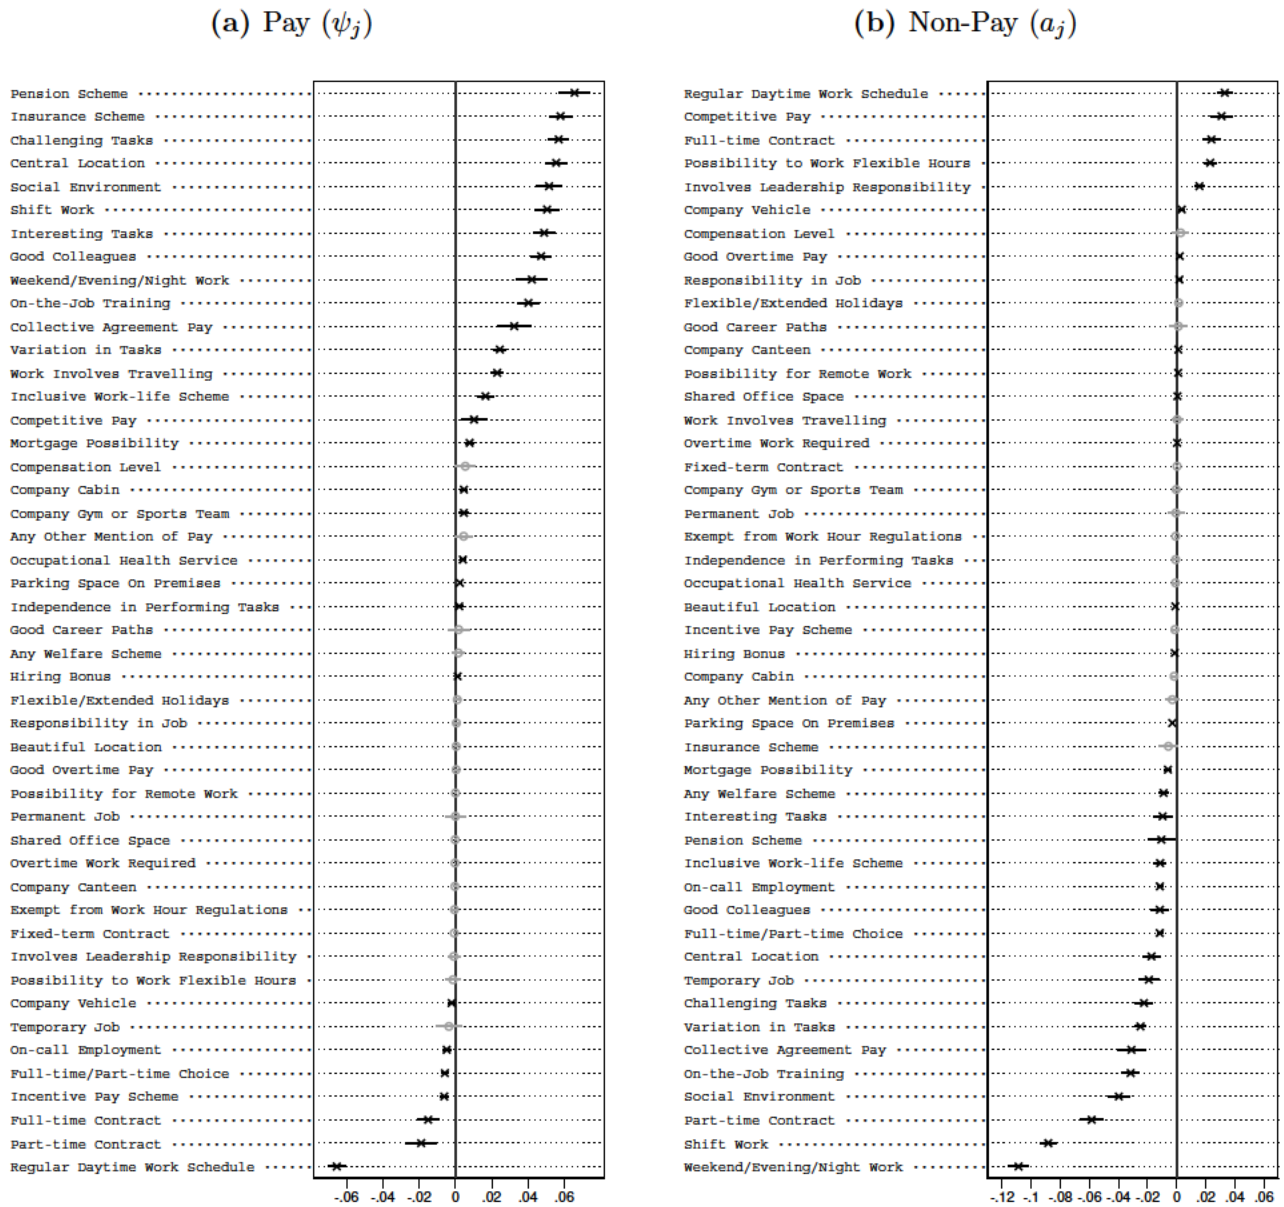 (a) Pay (ψj)
Pension Scheme
Insurance Scheme
Challenging Tasks
Central Location
Social Environment
Shift Work
Interesting Tasks
Good Colleagues
Weekend/Evening/Night Work
On-the-Job Training
Collective Agreement Pay
Variation in Tasks
Work Involves Travelling
Inclusive Work-life Scheme
Competitive Pay
Mortgage Possibility
Compensation Level
Company Cabin
Company Gym or Sports Team
Any Other Mention of Pay
Occupational Health Service
Parking Space On Premises
Independence in Performing Tasks
Good Career Paths
Any Welfare Scheme
Hiring Bonus
Flexible/Extended Holidays
Responsibility in Job
Beautiful Location
Good Overtime Pay
Possibility for Remote Work
Permanent Job
Shared Office Space
Overtime Work Required
Company Canteen
Exempt from Work Hour Regulations
Fixed-term Contract
Involves Leadership Responsibility
Possibility to Work Flexible Hours
Company Vehicle
Temporary Job
On-call Employment
Full-time/Part-time Choice
Incentive Pay Scheme
Full-time Contract
Part-time Contract
Regular Daytime Work Schedule
-.06 -.04 -.02 0 .02 .04 .06
(b) Non-Pay (aj)
Regular Daytime Work Schedule
Competitive Pay
Full-time Contract
Possibility to Work Flexible Hours
Involves Leadership Responsibility
Company Vehicle
Compensation Level
Good Overtime Pay
Responsibility in Job
Flexible/Extended Holidays
Good Career Paths
Company Canteen
Possibility for Remote Work
Shared Office Space
Work Involves Travelling
Overtime Work Required
Fixed-term Contract
Company Gym or Sports Team
Permanent Job
Exempt from Work Hour Regulations
Independence in Performing Tasks
Occupational Health Service
Beautiful Location
Incentive Pay Scheme
Hiring Bonus
Company Cabin
Any Other Mention of Pay
Parking Space On Premises
Insurance Scheme
Mortgage Possibility
Any Welfare Scheme
Interesting Tasks
Pension Scheme
Inclusive Work-life Scheme
On-call Employment
Good Colleagues
Full-time/Part-time Choice
Central Location
Temporary Job
Challenging Tasks
Variation in Tasks
Collective Agreement Pay
On-the-Job Training
Social Environment
Part-time Contract
Shift Work
Weekend/Evening/Night Work
-.12 -.1 -.08 -.06 -.04 -.02 0 .02 .04 .06